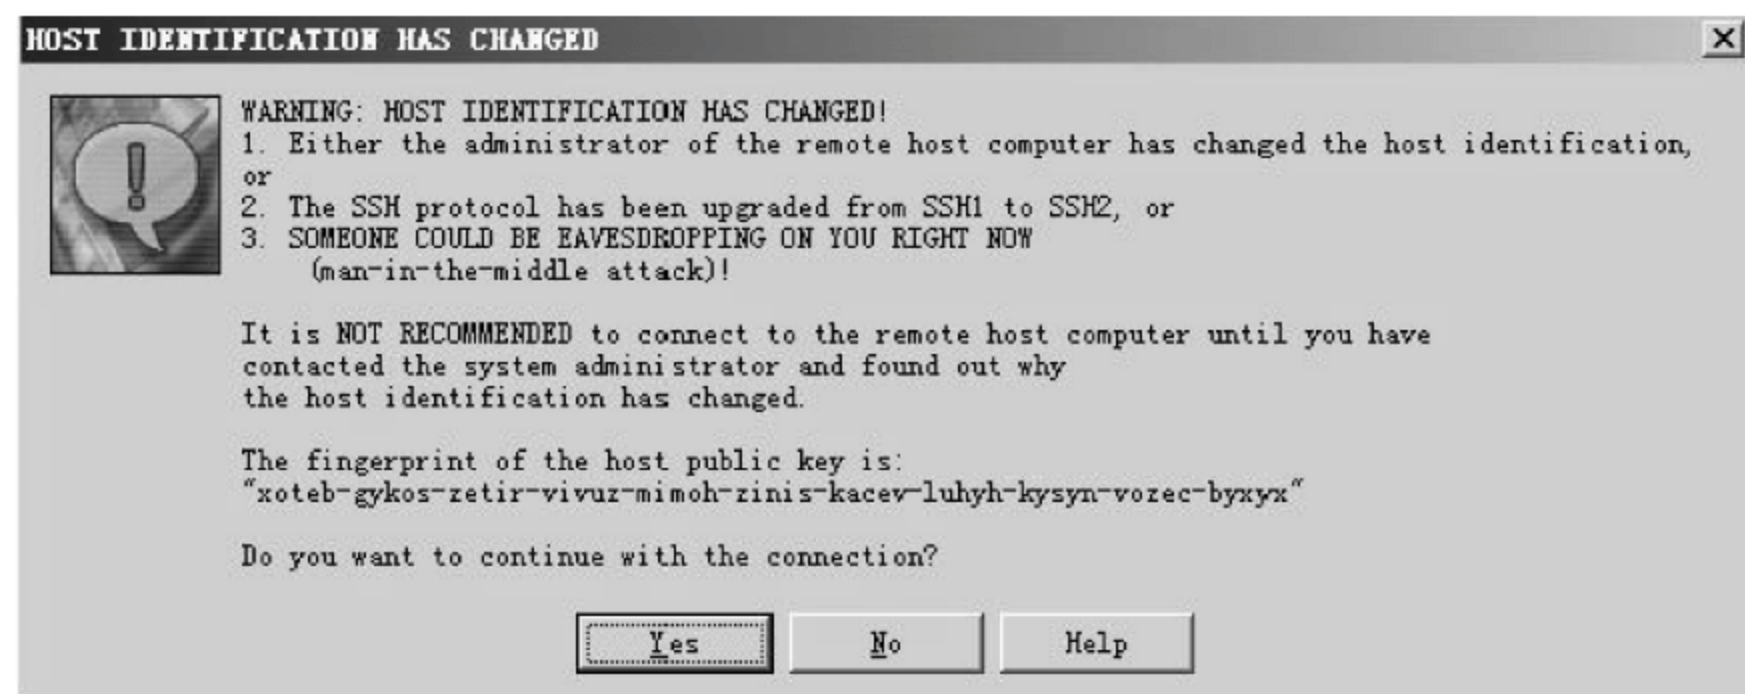 HOST IDENTIFICATION HAS CHANGED
WARNING: HOST IDENTIFICATION HAS CHANGED!
1. Either the administrator of the remote host computer has changed the host identification,
or
2. The SSH protocol has been upgraded from SSH1 to SSH2, or
3. SOMEONE COULD BE EAVESDROPPING ON YOU RIGHT NOW
(man-in-the-middle attack)!
It is NOT RECOMMENDED to connect to the remote host computer until you have
contacted the system administrator and found out why
the host identification has changed.
The fingerprint of the host public key is:
"xoteb-gykos-zetir-vivuz-mimoh-zinis-kacev-luhyh-kysyn-vozec-byxyx"
Do you want to continue with the connection?
Yes No Help